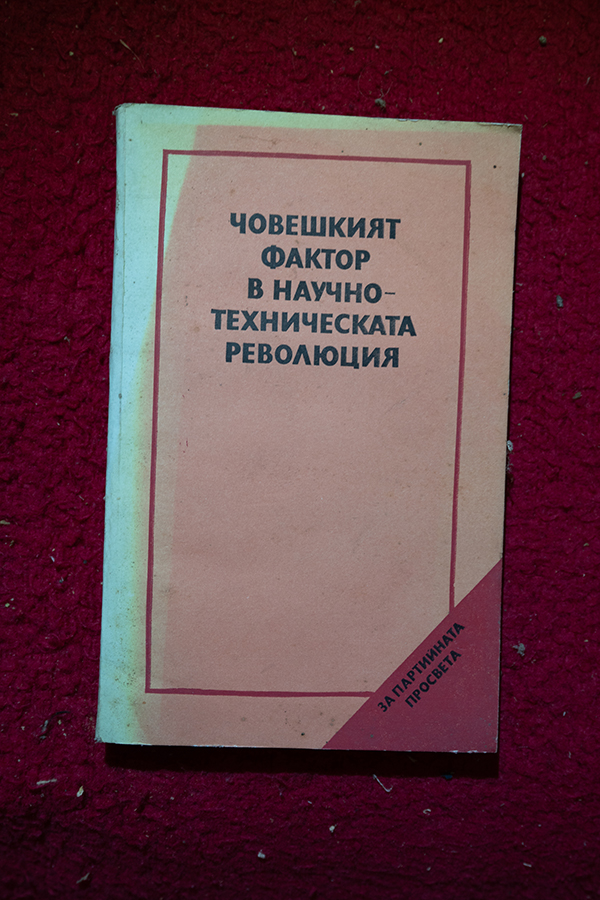 ЧОВЕШКИЯТ
ФАКТОР
В НАУЧНО-
ТЕХНИЧЕСКАТА
РЕВОЛЮЦИЯ
ЗА ПАРТИЙНАТА
ПРОСВЕТА